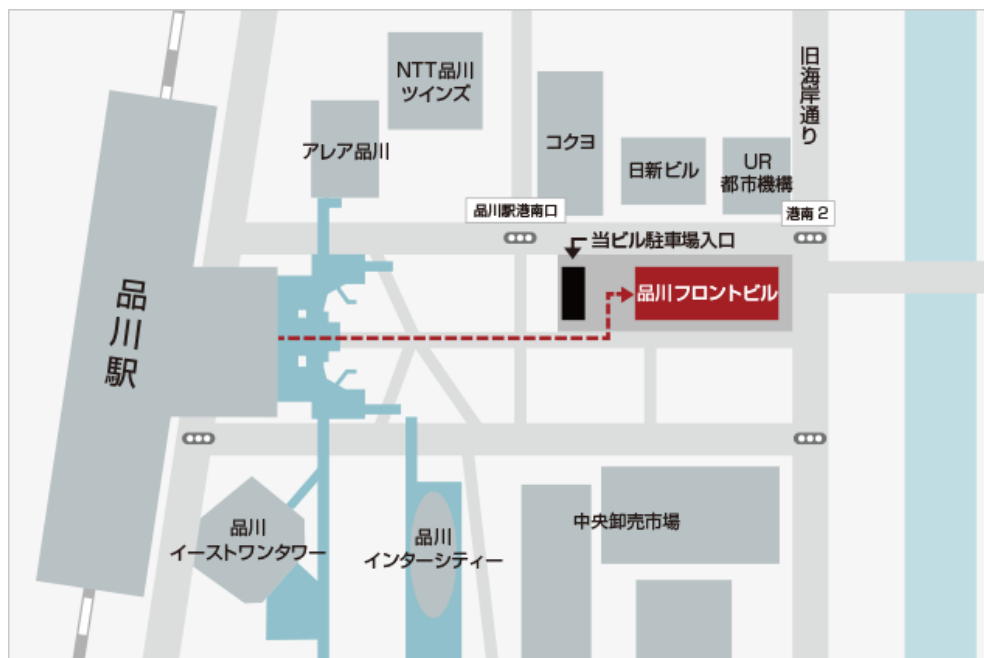 NTT品川
ツインズ
アレア品川
コクヨ
日新ビル
UR
都市機構
旧海岸通り
品川駅港南口
港南2
当ビル駐車場入口
品川フロントビル
品川駅
品川
イーストワンタワー
品川
インターシティー
中央卸売市場